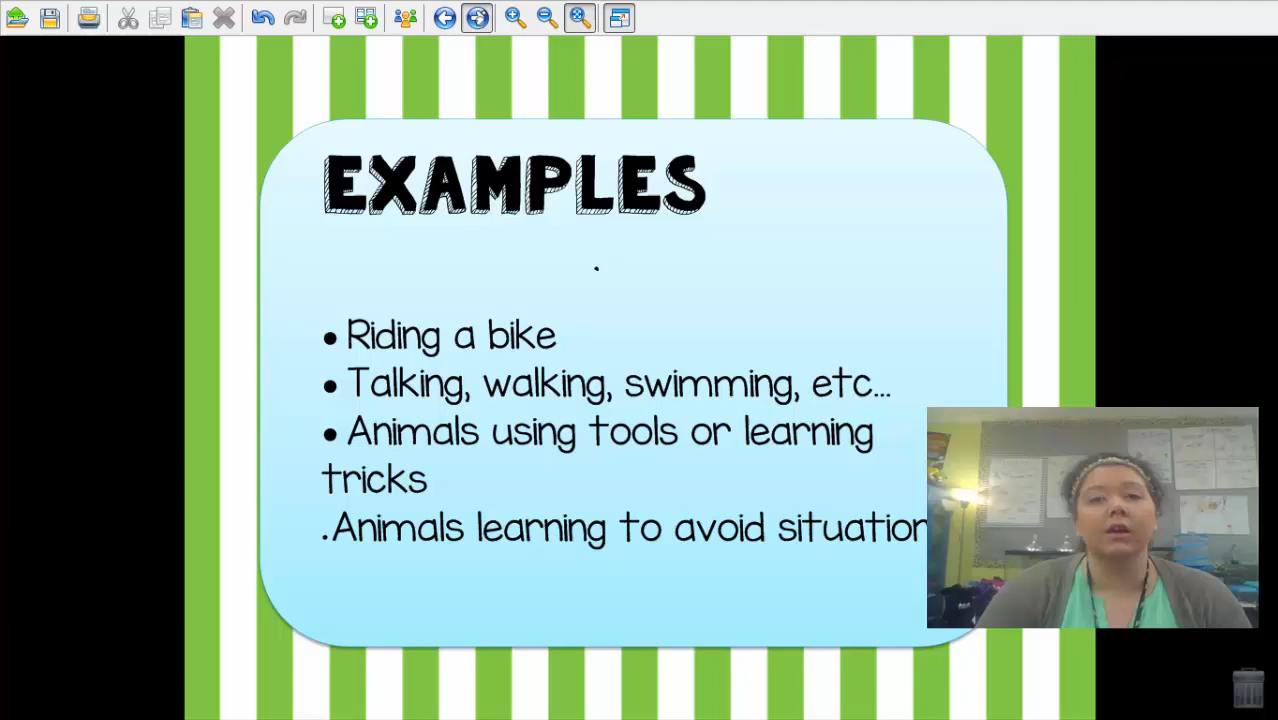 EXAMPLES
• Riding a bike
• Talking, walking, swimming, etc...
• Animals using tools or learning
tricks
.Animals learning to avoid situation